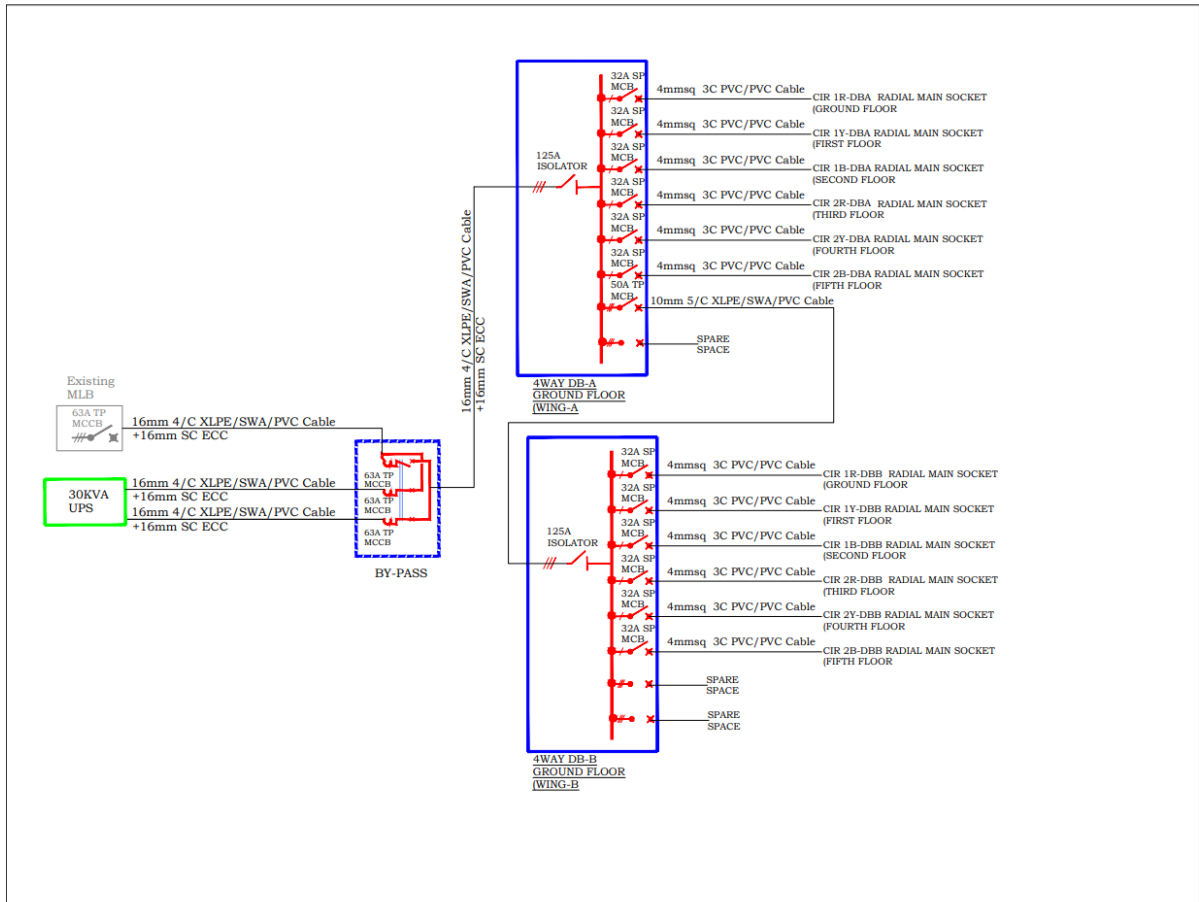 32A SP
MCB
4mmsq 3C PVC/PVC Cable
CIR 1R-DBA RADIAL MAIN SOCKET
(GROUND FLOOR
32A SP
MCB
4mmsq 3C PVC/PVC Cable
CIR 1Y-DBA RADIAL MAIN SOCKET
(FIRST FLOOR
32A SP
MCB
4mmsq 3C PVC/PVC Cable
CIR 1B-DBA RADIAL MAIN SOCKET
(SECOND FLOOR
32A SP
MCB
4mmsq 3C PVC/PVC Cable
CIR 2R-DBA RADIAL MAIN SOCKET
(THIRD FLOOR
32A SP
MCB
4mmsq 3C PVC/PVC Cable
CIR 2Y-DBA RADIAL MAIN SOCKET
(FOURTH FLOOR
32A SP
MCB
4mmsq 3C PVC/PVC Cable
CIR 2B-DBA RADIAL MAIN SOCKET
(FIFTH FLOOR
50A TP
MCB
10mm 5/C XLPE/SWA/PVC Cable
SPARE
SPACE
125A
ISOLATOR
4WAY DB-A
GROUND FLOOR
(WING-A
16mm 4/C XLPE/SWA/PVC Cable
+16mm SC ECC
Existing
MLB
63A TP
MCCB
16mm 4/C XLPE/SWA/PVC Cable
+16mm SC ECC
30KVA
UPS
16mm 4/C XLPE/SWA/PVC Cable
+16mm SC ECC
16mm 4/C XLPE/SWA/PVC Cable
+16mm SC ECC
63A TP
MCCB
63A TP
MCCB
63A TP
MCCB
BY-PASS
32A SP
MCB
4mmsq 3C PVC/PVC Cable
CIR 1R-DBB RADIAL MAIN SOCKET
(GROUND FLOOR
32A SP
MCB
4mmsq 3C PVC/PVC Cable
CIR 1Y-DBB RADIAL MAIN SOCKET
(FIRST FLOOR
32A SP
MCB
4mmsq 3C PVC/PVC Cable
CIR 1B-DBB RADIAL MAIN SOCKET
(SECOND FLOOR
32A SP
MCB
4mmsq 3C PVC/PVC Cable
CIR 2R-DBB RADIAL MAIN SOCKET
(THIRD FLOOR
32A SP
MCB
4mmsq 3C PVC/PVC Cable
CIR 2Y-DBB RADIAL MAIN SOCKET
(FOURTH FLOOR
32A SP
MCB
4mmsq 3C PVC/PVC Cable
CIR 2B-DBB RADIAL MAIN SOCKET
(FIFTH FLOOR
SPARE
SPACE
SPARE
SPACE
125A
ISOLATOR
4WAY DB-B
GROUND FLOOR
(WING-B